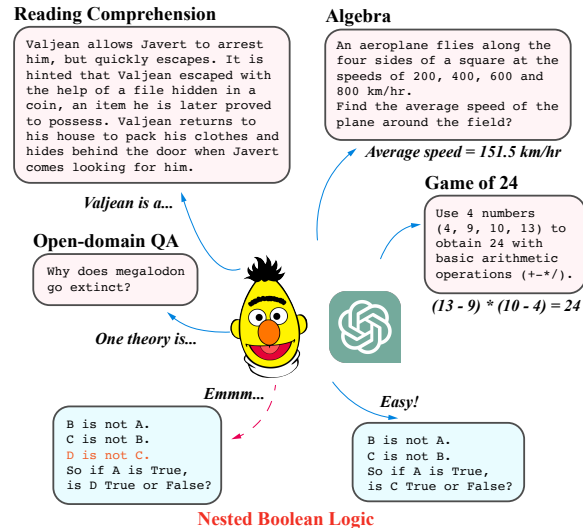 Reading Comprehension
Valjean allows Javert to arrest
him, but quickly escapes. It is
hinted that Valjean escaped with
the help of a file hidden in a
coin, an item he is later proved
to possess. Valjean returns to
his house to pack his clothes and
hides behind the door when Javert
comes looking for him.
Valjean is a...
Algebra
An aeroplane flies along the
four sides of a square at the
speeds of 200, 400, 600 and
800 km/hr.
Find the average speed of the
plane around the field?
Average speed = 151.5 km/hr
Game of 24
Use 4 numbers
(4, 9, 10, 13) to
obtain 24 with
basic arithmetic
operations (+-*/).
(13 - 9) * (10 - 4) = 24
Open-domain QA
Why does megalodon
go extinct?
One theory is...
Emmm...
B is not A.
C is not B.
D is not C.
So if A is True,
is D True or False?
Easy!
B is not A.
C is not B.
So if A is True,
is C True or False?
Nested Boolean Logic